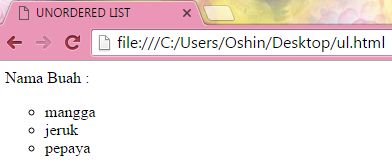 UNORDERED LIST
file:///C:/Users/Oshin/Desktop/ul.html
Nama Buah :
mangga
jeruk
pepaya